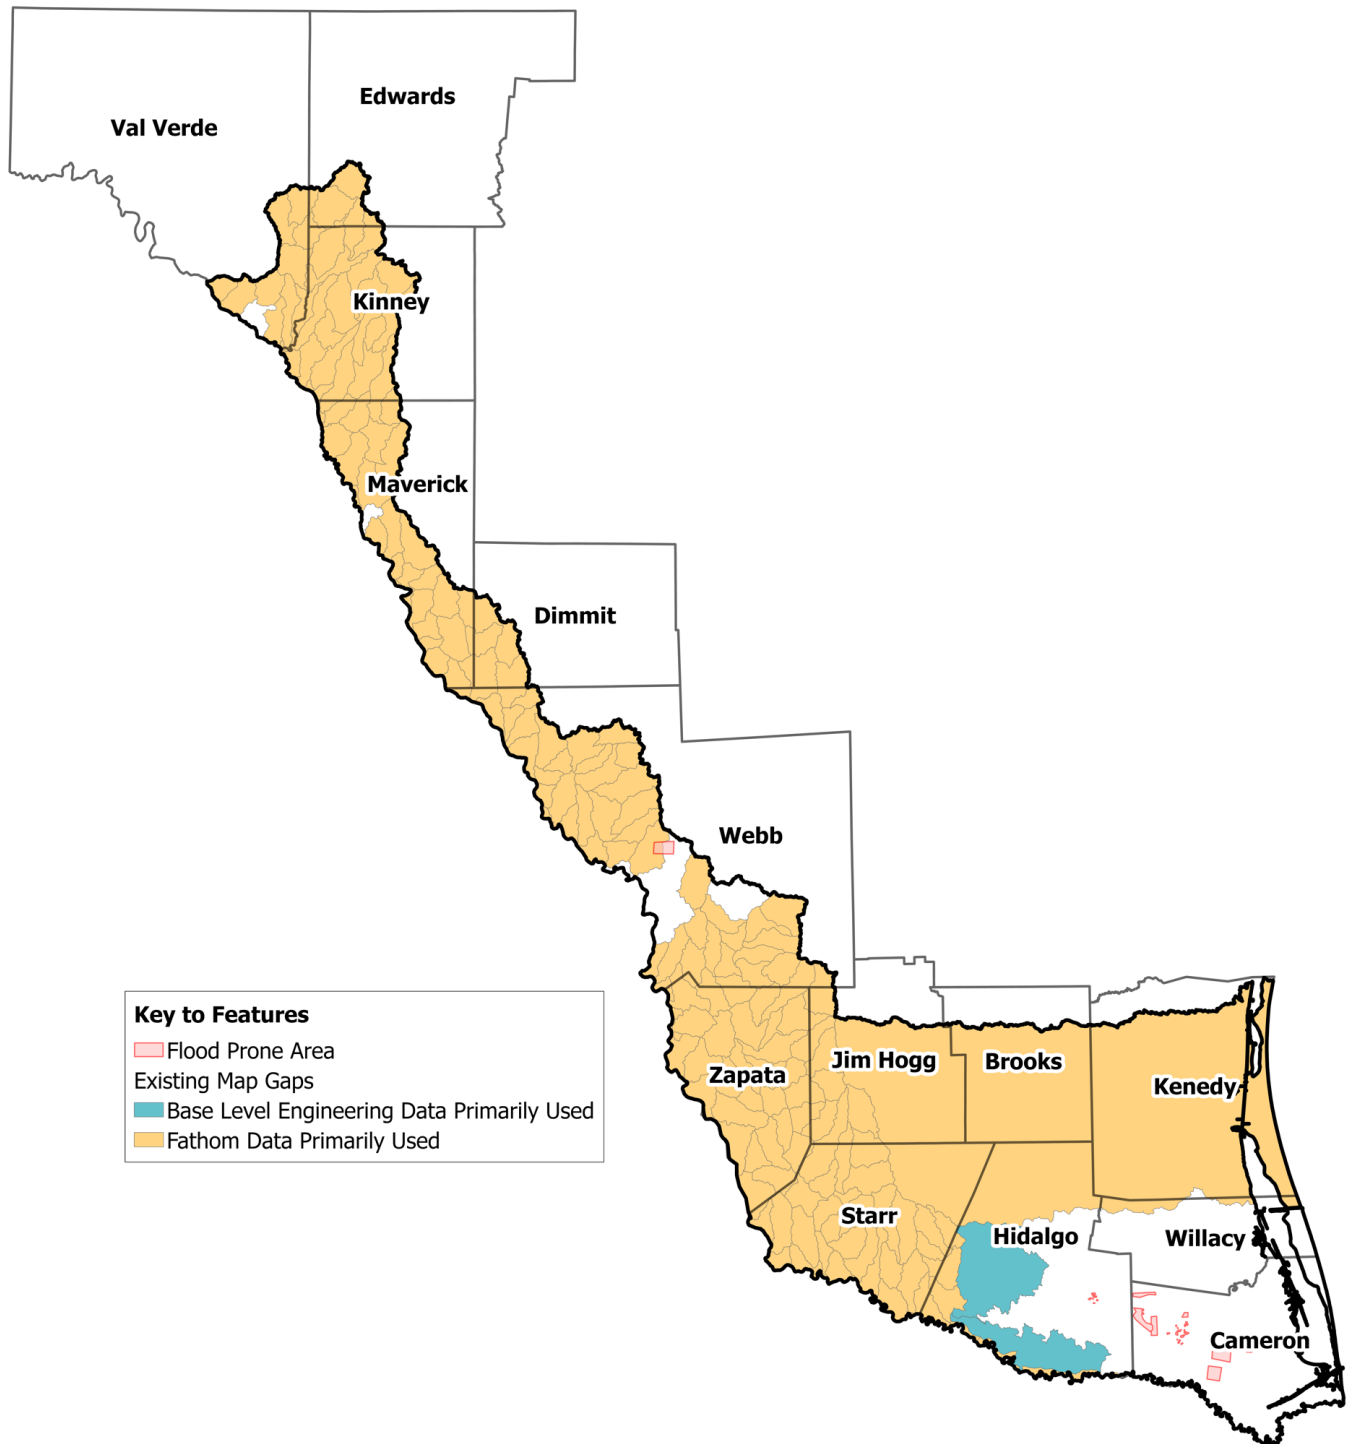 Edwards
Val Verde
Kinney
Maverick
Dimmit
Webb
Key to Features
Flood Prone Area
Existing Map Gaps
Base Level Engineering Data Primarily Used
Fathom Data Primarily Used
Zapata
Jim Hogg
Brooks
Kenedy
Starr
Hidalgo
Willacy
Cameron